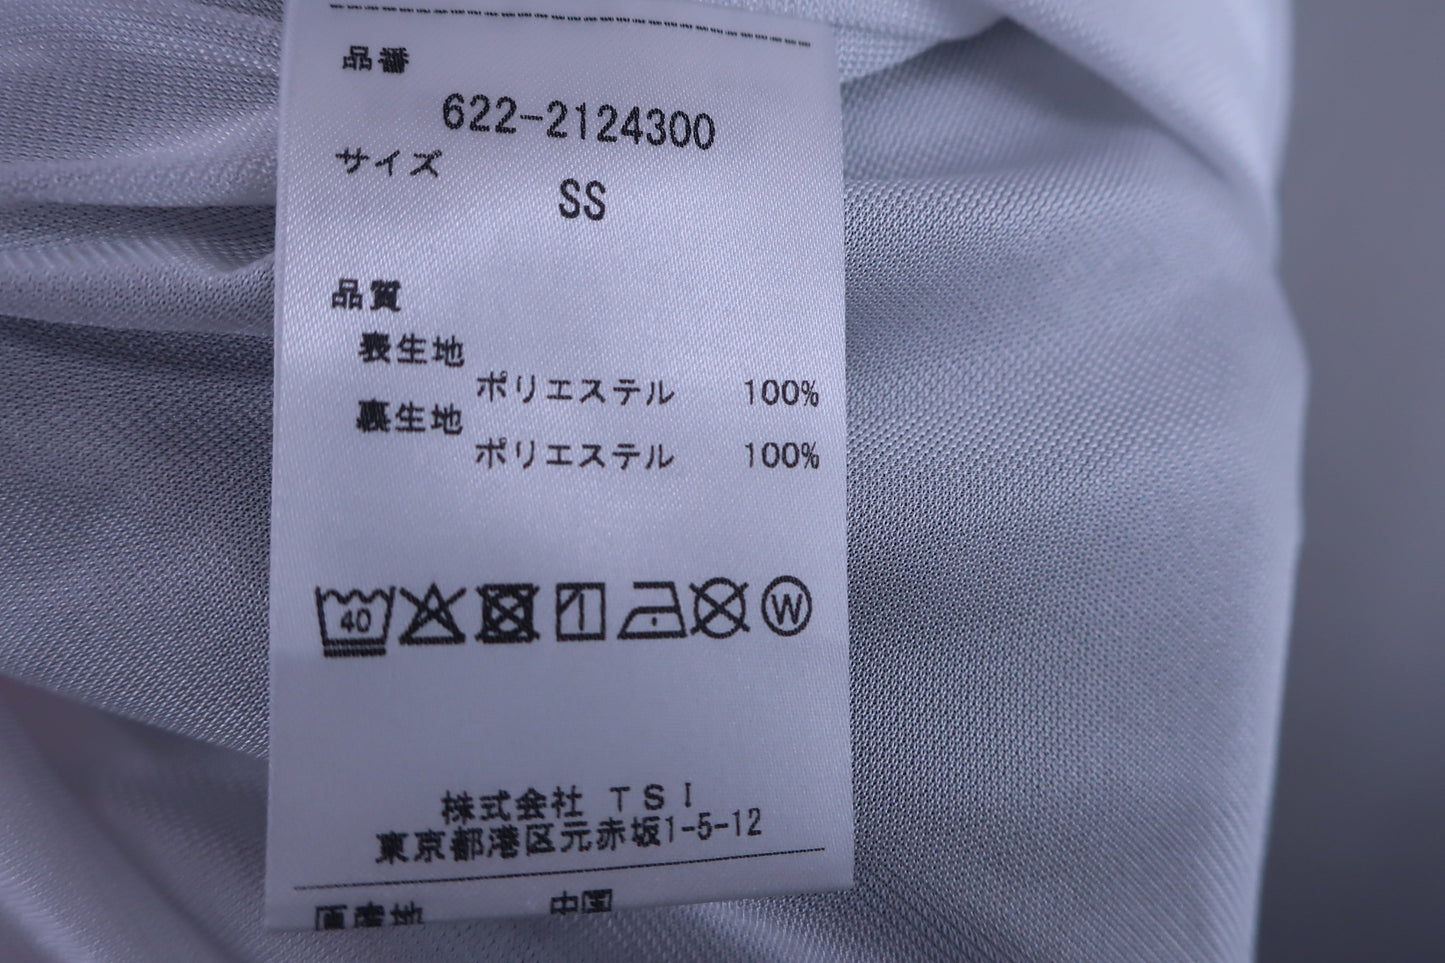 品番
622-2124300
サイズ
SS
品質
表生地
ポリエステル 100%
裏生地
ポリエステル 100%
40
W
株式会社 TSI
東京都港区元赤坂1-5-12
原産地 中国